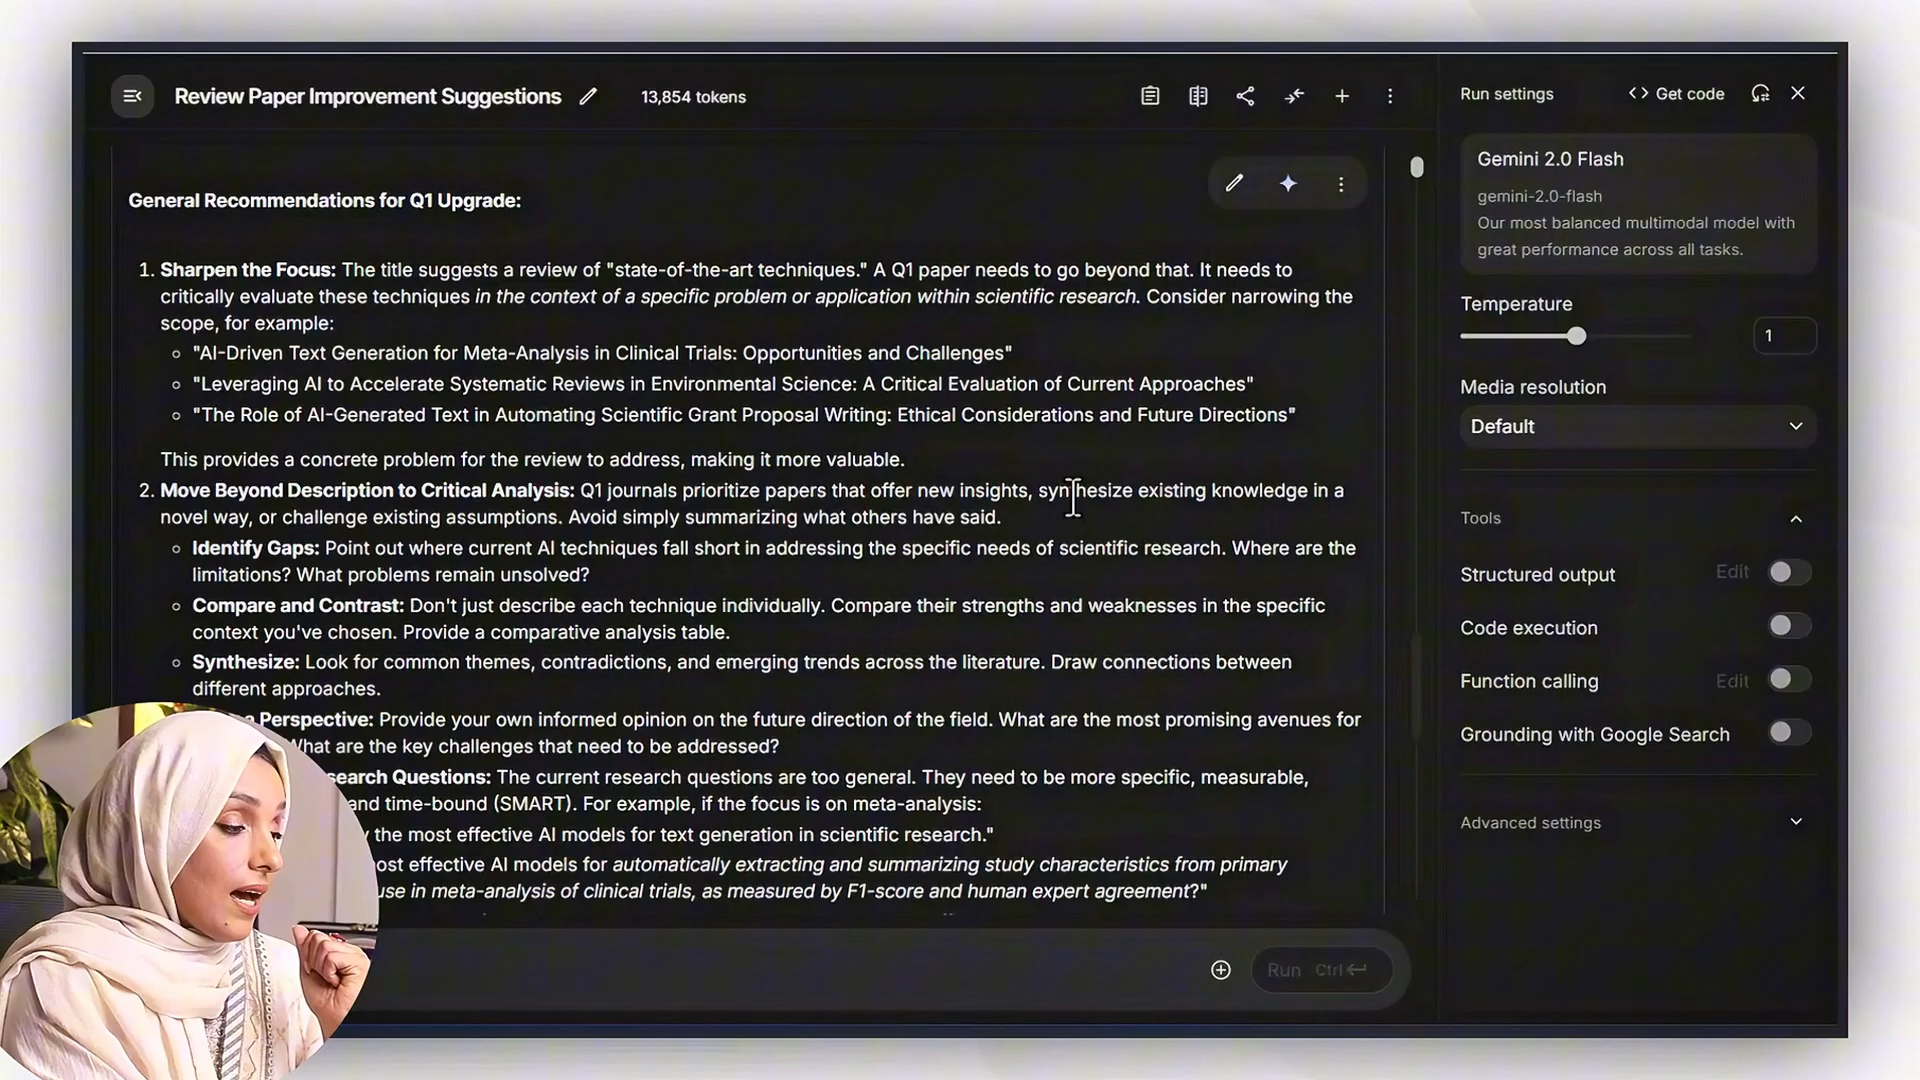 Review Paper Improvement Suggestions
13,854 tokens
General Recommendations for Q1 Upgrade:
1. Sharpen the Focus: The title suggests a review of "state-of-the-art techniques." A Q1 paper needs to go beyond that. It needs to
critically evaluate these techniques in the context of a specific problem or application within scientific research. Consider narrowing the
scope, for example:
"AI-Driven Text Generation for Meta-Analysis in Clinical Trials: Opportunities and Challenges"
"Leveraging AI to Accelerate Systematic Reviews in Environmental Science: A Critical Evaluation of Current Approaches"
"The Role of AI-Generated Text in Automating Scientific Grant Proposal Writing: Ethical Considerations and Future Directions"
This provides a concrete problem for the review to address, making it more valuable.
2. Move Beyond Description to Critical Analysis: Q1 journals prioritize papers that offer new insights, synthesize existing knowledge in a
novel way, or challenge existing assumptions. Avoid simply summarizing what others have said.
Identify Gaps: Point out where current AI techniques fall short in addressing the specific needs of scientific research. Where are the
limitations? What problems remain unsolved?
Compare and Contrast: Don't just describe each technique individually. Compare their strengths and weaknesses in the specific
context you've chosen. Provide a comparative analysis table.
Synthesize: Look for common themes, contradictions, and emerging trends across the literature. Draw connections between
different approaches.
Perspective: Provide your own informed opinion on the future direction of the field. What are the most promising avenues for
What are the key challenges that need to be addressed?
search Questions: The current research questions are too general. They need to be more specific, measurable,
and time-bound (SMART). For example, if the focus is on meta-analysis:
the most effective AI models for text generation in scientific research."
ost effective AI models for automatically extracting and summarizing study characteristics from primary
use in meta-analysis of clinical trials, as measured by F1-score and human expert agreement?"
Run Ctrl
Run settings
Get code
Gemini 2.0 Flash
gemini-2.0-flash
Our most balanced multimodal model with
great performance across all tasks.
Temperature
1
Media resolution
Default
Tools
Structured output Edit
Code execution
Function calling Edit
Grounding with Google Search
Advanced settings